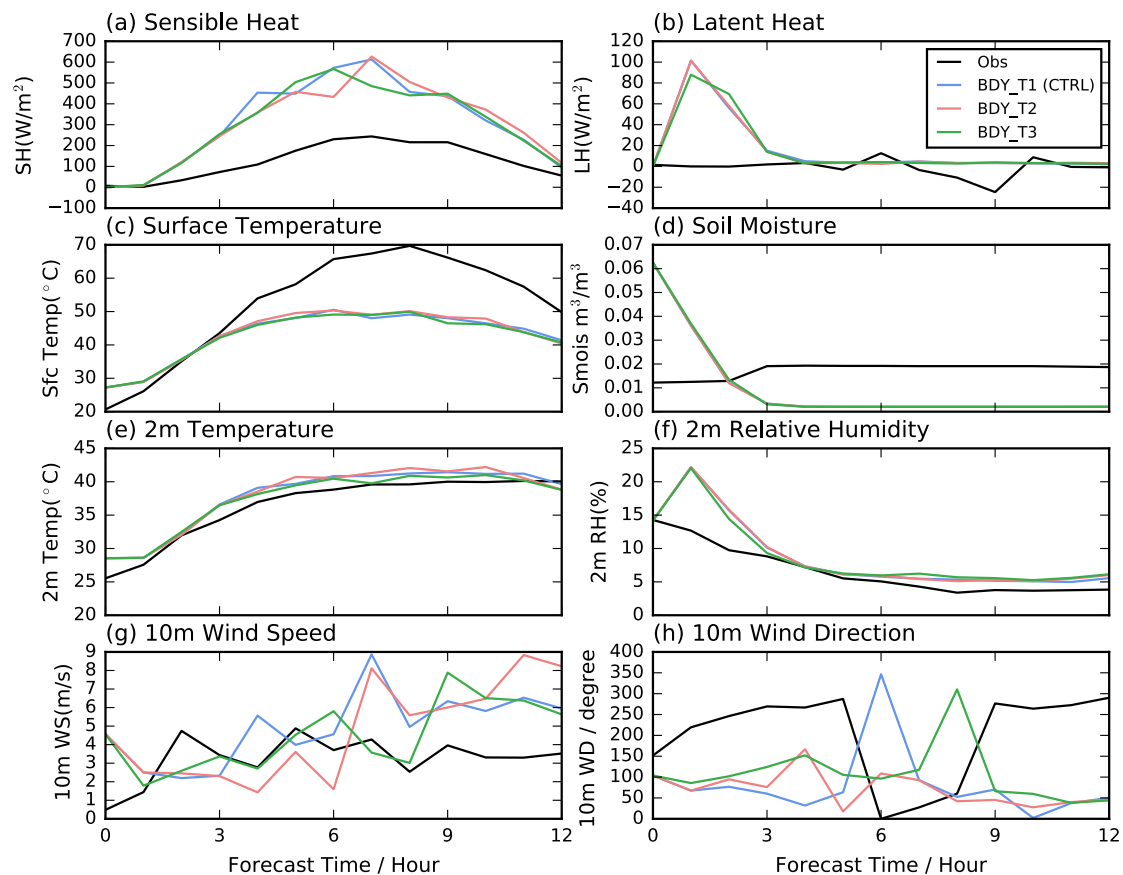 (a) Sensible Heat
700
600
500
400
300
200
100
0
−100
SH(W/m²)
(b) Latent Heat
120
100
80
60
40
20
0
−20
−40
LH(W/m²)
Obs
BDY_T1 (CTRL)
BDY_T2
BDY_T3
(c) Surface Temperature
70
60
50
40
30
20
Sfc Temp(°C)
(d) Soil Moisture
0.07
0.06
0.05
0.04
0.03
0.02
0.01
0.00
Smois m³/m³
(e) 2m Temperature
45
40
35
30
25
20
2m Temp(°C)
(f) 2m Relative Humidity
25
20
15
10
5
0
2m RH(%)
(g) 10m Wind Speed
9
8
7
6
5
4
3
2
1
0
10m WS(m/s)
0 3 6 9 12
Forecast Time / Hour
(h) 10m Wind Direction
400
350
300
250
200
150
100
50
0
10m WD / degree
0 3 6 9 12
Forecast Time / Hour